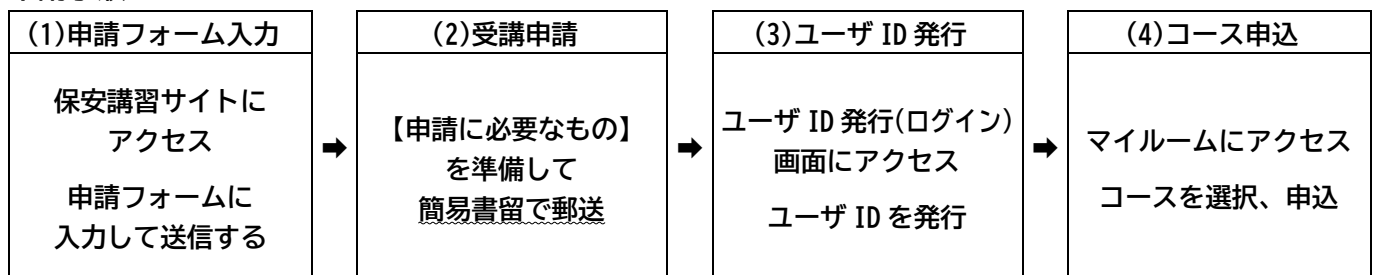 (1)申請フォーム入力
保安講習サイトに
アクセス
申請フォームに
入力して送信する
➡
(2)受講申請
【申請に必要なもの】
を準備して
簡易書留で郵送
➡
(3)ユーザ ID 発行
ユーザ ID 発行(ログイン)
画面にアクセス
ユーザ ID を発行
➡
(4)コース申込
マイルームにアクセス
コースを選択、申込